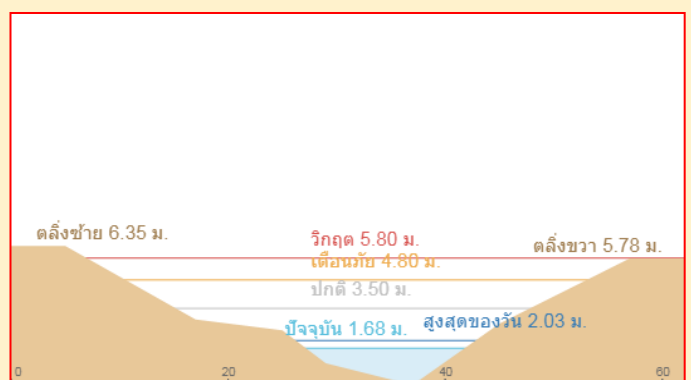 ตลิ่งซ้าย 6.35 ม.
วิกฤต 5.80 ม.
ตลิ่งขวา 5.78 ม.
เตือนภัย 4.80 ม.
ปกติ 3.50 ม.
ปัจจุบัน 1.68 ม.
สูงสุดของวัน 2.03 ม.
0 20 40 60